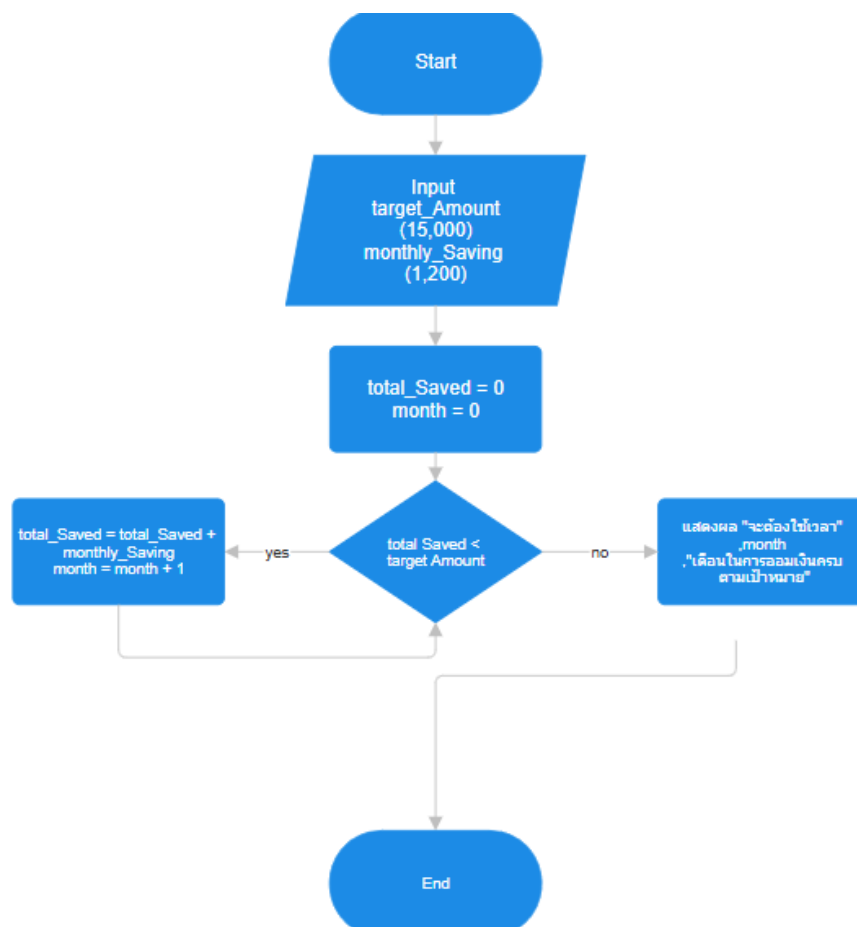 Start
Input
target_Amount
(15,000)
monthly_Saving
(1,200)
total_Saved = 0
month = 0
total_Saved = total_Saved +
monthly_Saving
month = month + 1
yes
total Saved <
target Amount
no
แสดงผล "จะต้องใช้เวลา"
,month
,"เดือนในการออมเงินครบ
ตามเป้าหมาย"
End